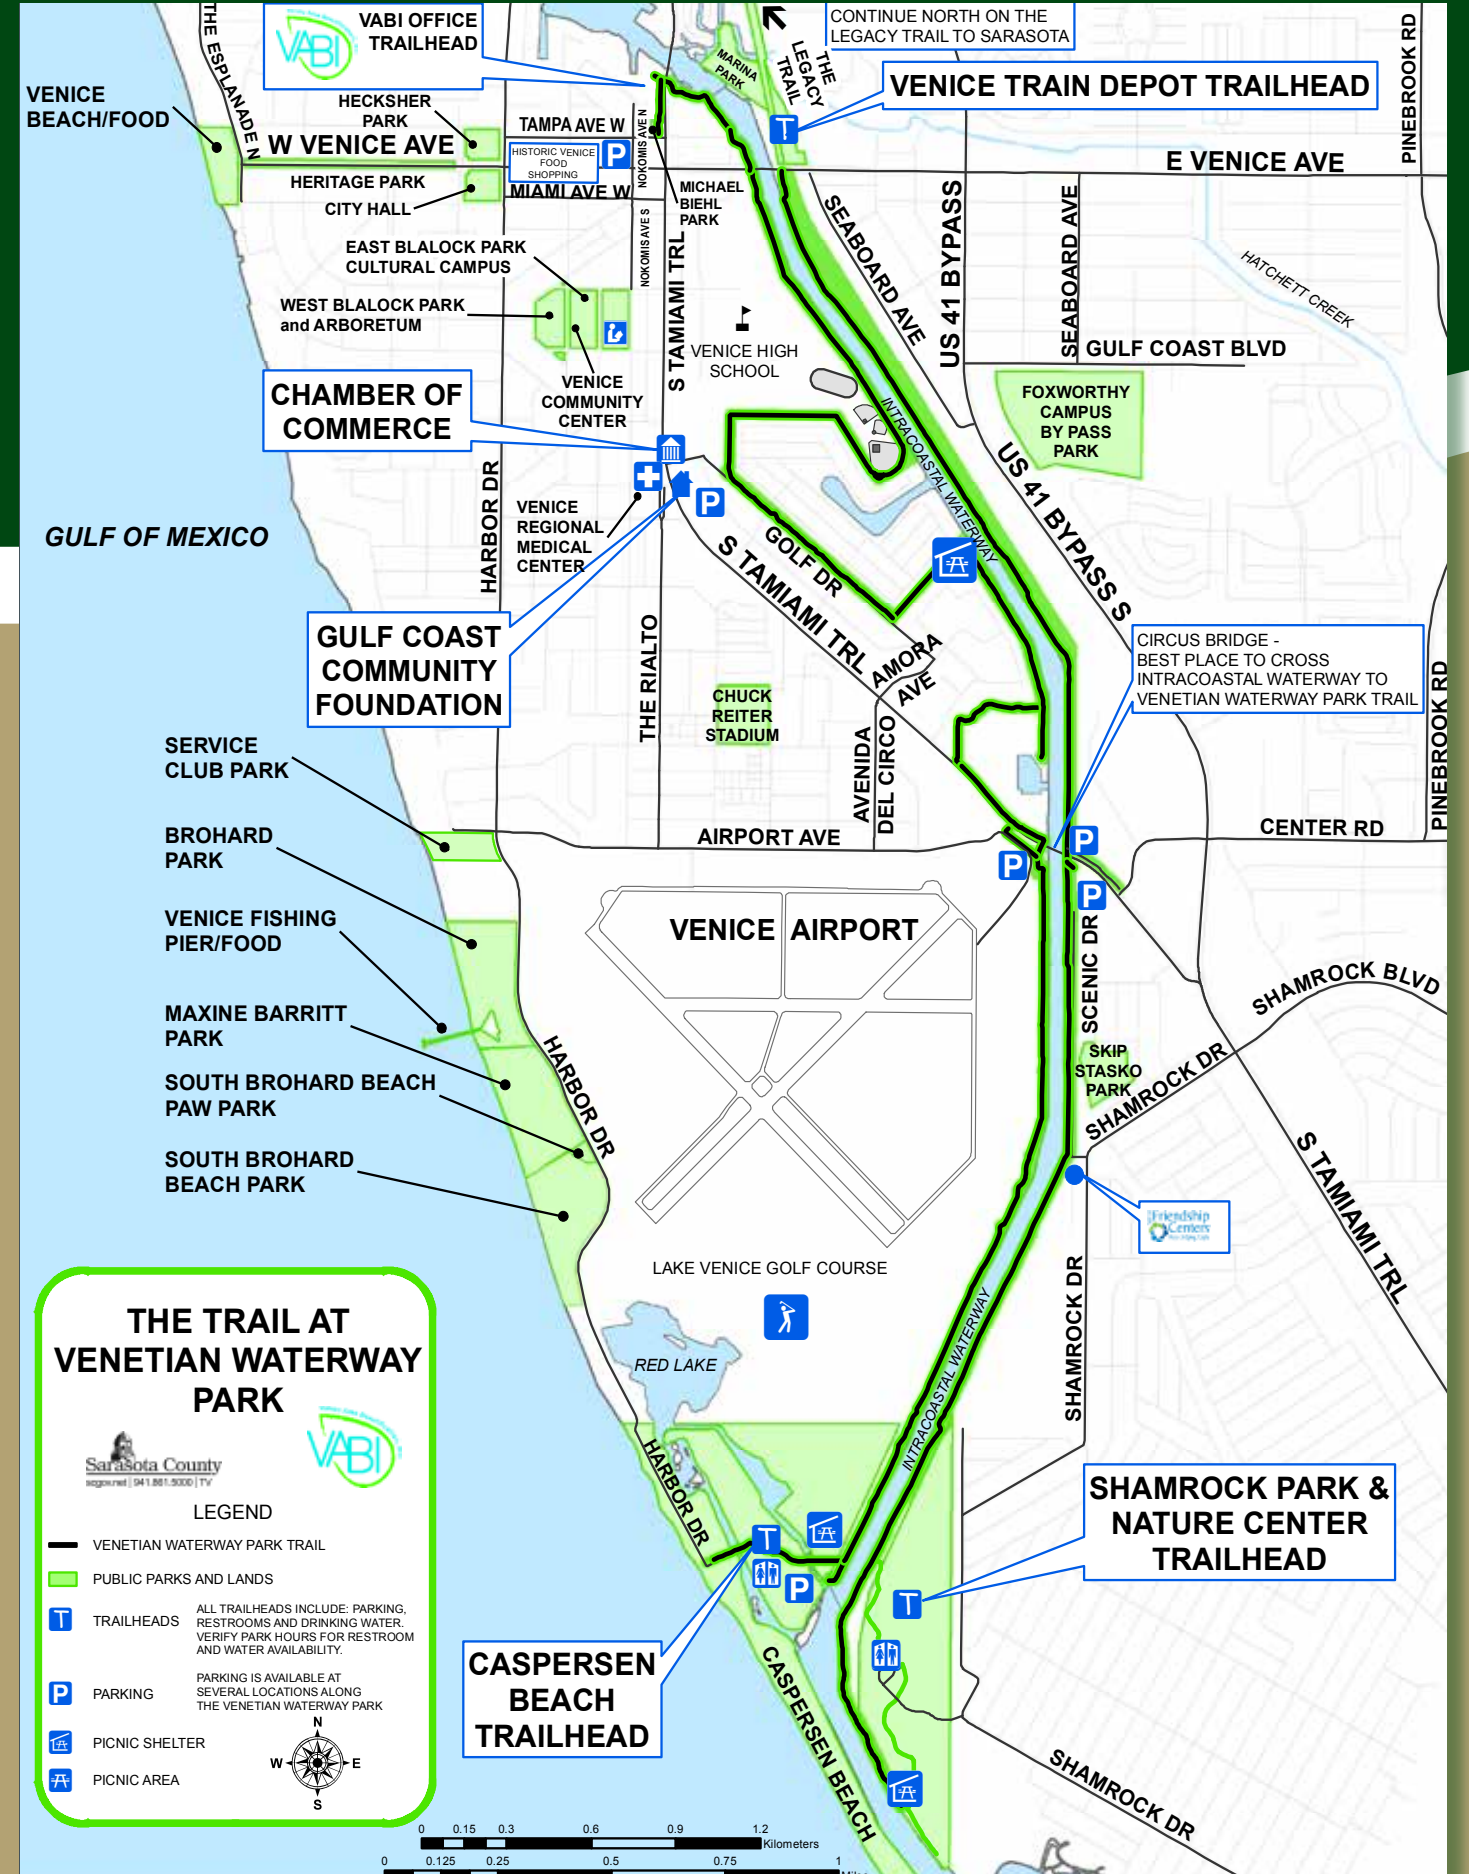 THE ESPLANADE N
VABI
VABI OFFICE
TRAILHEAD
CONTINUE NORTH ON THE
LEGACY TRAIL TO SARASOTA
THE
LEGACY
TRAIL
MARINA
PARK
VENICE TRAIN DEPOT TRAILHEAD
T
PINEBROOK RD
VENICE
BEACH/FOOD
HECKSHER
PARK
W VENICE AVE
TAMPA AVE W
HISTORIC VENICE
FOOD
SHOPPING
P
NOKOMIS AVE N
E VENICE AVE
HERITAGE PARK
CITY HALL
MIAMI AVE W
MICHAEL
BIEHL
PARK
NOKOMIS AVE S
S TAMIAMI TRL
SEABOARD AVE
US 41 BYPASS
SEABOARD AVE
HATCHETT CREEK
EAST BLALOCK PARK
CULTURAL CAMPUS
WEST BLALOCK PARK
and ARBORETUM
VENICE HIGH
SCHOOL
GULF COAST BLVD
VENICE
COMMUNITY
CENTER
CHAMBER OF
COMMERCE
FOXWORTHY
CAMPUS
BY PASS
PARK
INTRACOASTAL WATERWAY
US 41 BYPASS S
HARBOR DR
P
VENICE
REGIONAL
MEDICAL
CENTER
GULF OF MEXICO
GOLF DR
S TAMIAMI TRL
GULF COAST
COMMUNITY
FOUNDATION
THE RIALTO
AMORA
AVE
CIRCUS BRIDGE -
BEST PLACE TO CROSS
INTRACOASTAL WATERWAY TO
VENETIAN WATERWAY PARK TRAIL
PINEBROOK RD
CHUCK
REITER
STADIUM
AVENIDA
DEL CIRCO
SERVICE
CLUB PARK
BROHARD
PARK
AIRPORT AVE
CENTER RD
P
P
P
VENICE FISHING
PIER/FOOD
VENICE AIRPORT
SCENIC DR
SHAMROCK BLVD
MAXINE BARRITT
PARK
HARBOR DR
SKIP
STASKO
PARK
SHAMROCK DR
SOUTH BROHARD BEACH
PAW PARK
SOUTH BROHARD
BEACH PARK
S TAMIAMI TRL
Friendship
Centers
LAKE VENICE GOLF COURSE
SHAMROCK DR
RED LAKE
INTRACOASTAL WATERWAY
HARBOR DR
T
P
T
SHAMROCK PARK &
NATURE CENTER
TRAILHEAD
CASPERSEN
BEACH
TRAILHEAD
CASPERSEN BEACH
SHAMROCK DR
THE TRAIL AT
VENETIAN WATERWAY
PARK
Sarasota County
scgov.net | 941.861.5000 | TV
VABI
LEGEND
VENETIAN WATERWAY PARK TRAIL
PUBLIC PARKS AND LANDS
T
TRAILHEADS
ALL TRAILHEADS INCLUDE: PARKING,
RESTROOMS AND DRINKING WATER.
VERIFY PARK HOURS FOR RESTROOM
AND WATER AVAILABILITY.
P
PARKING
PARKING IS AVAILABLE AT
SEVERAL LOCATIONS ALONG
THE VENETIAN WATERWAY PARK
PICNIC SHELTER
PICNIC AREA
N
W E
S
0 0.15 0.3 0.6 0.9 1.2
Kilometers
0 0.125 0.25 0.5 0.75 1